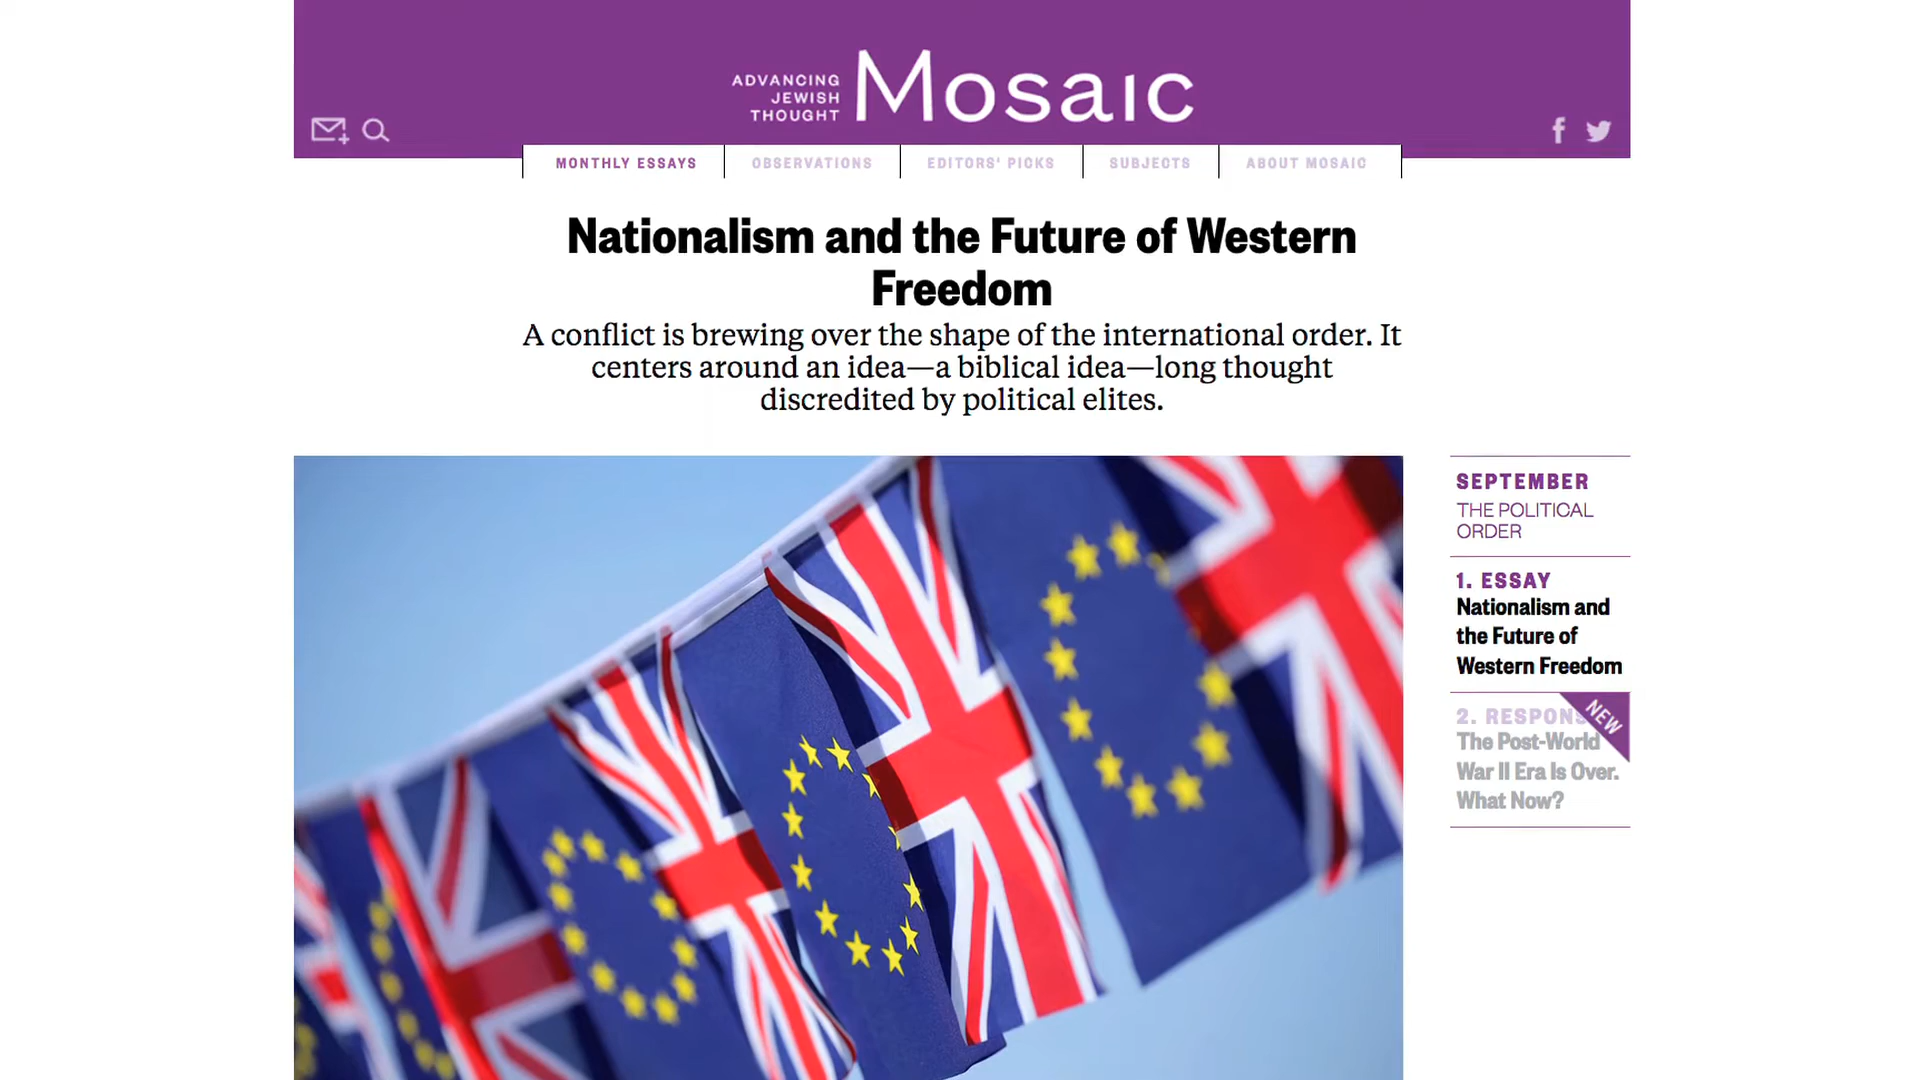 ADVANCING
JEWISH
THOUGHT
Mosaic
MONTHLY ESSAYS
OBSERVATIONS
EDITORS' PICKS
SUBJECTS
ABOUT MOSAIC
Nationalism and the Future of Western
Freedom
A conflict is brewing over the shape of the international order. It
centers around an idea—a biblical idea—long thought
discredited by political elites.
SEPTEMBER
THE POLITICAL
ORDER
1. ESSAY
Nationalism and
the Future of
Western Freedom
2. RESPONS
NEW
The Post-World
War II Era Is Over.
What Now?